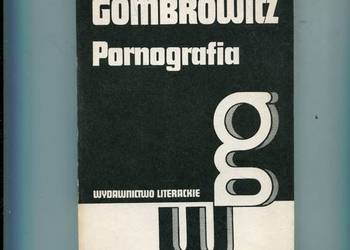 GOMBROWICZ
Pornografia
g
WYDAWNICTWO LITERACKIE
w